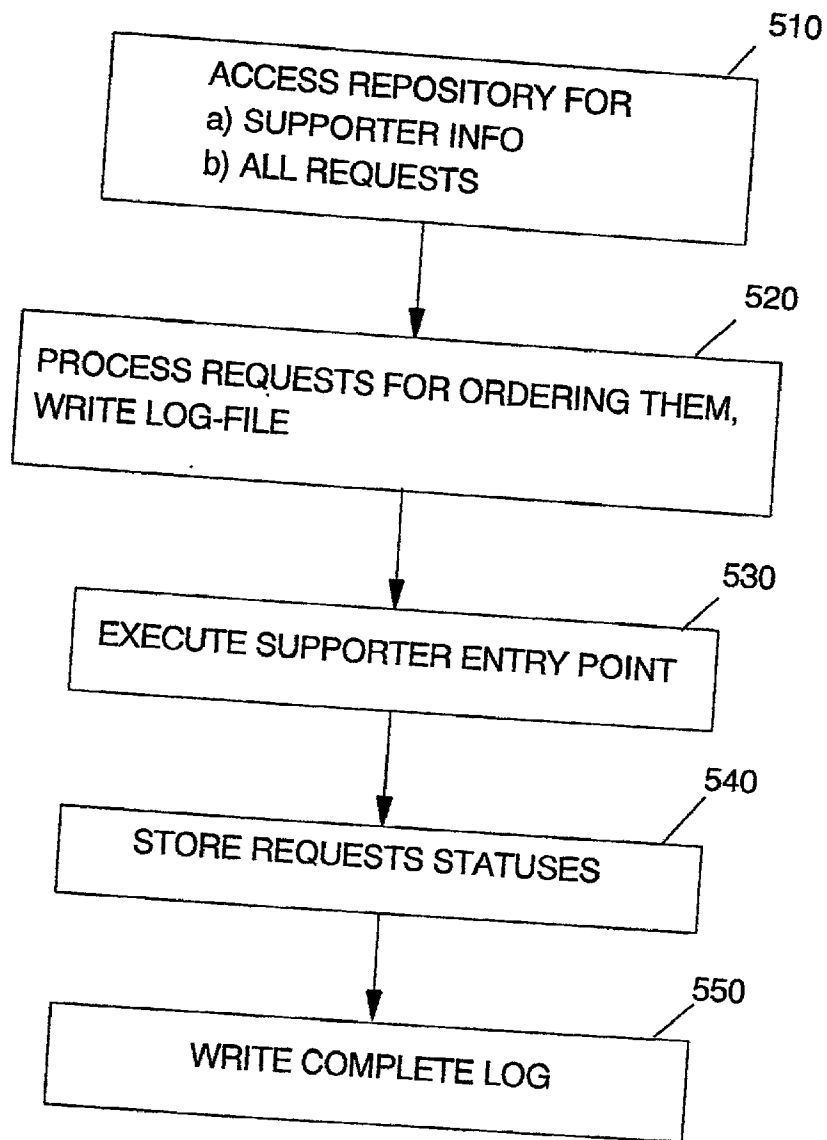 510
ACCESS REPOSITORY FOR
a) SUPPORTER INFO
b) ALL REQUESTS
520
PROCESS REQUESTS FOR ORDERING THEM,
WRITE LOG-FILE
530
EXECUTE SUPPORTER ENTRY POINT
540
STORE REQUESTS STATUSES
550
WRITE COMPLETE LOG